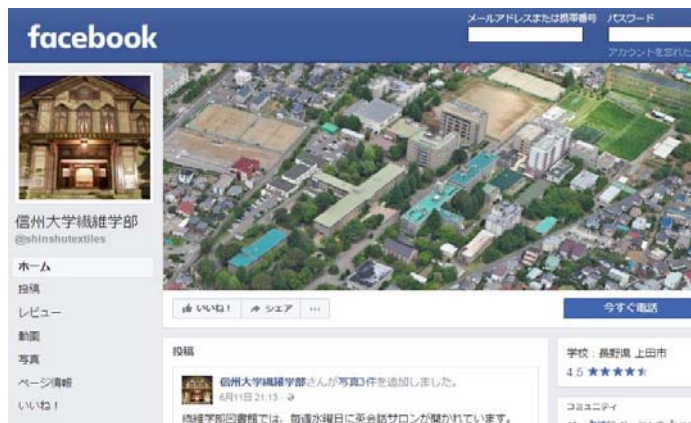 facebook
メールアドレスまたは携帯番号 パスワード
アカウントを忘れた
信州大学繊維学部
@shinshutextiles
ホーム
投稿
レビュー
動画
写真
ページ情報
いいね！
いいね！ シェア ...
今すぐ電話
投稿
信州大学繊維学部さんが写真3件を追加しました。
6月11日 21:13
繊維学部図書館では、毎週水曜日に英会話サロンが開かれています。
学校：長野県 上田市
4.5 ★★★★
コミュニティ